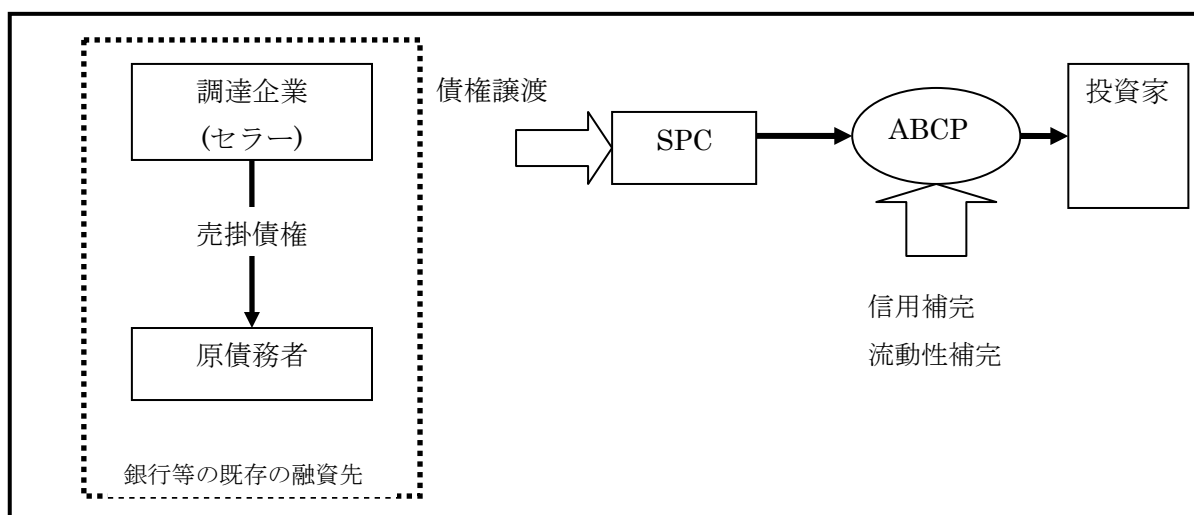 調達企業
(セラー)
売掛債権
原債務者
銀行等の既存の融資先
債権譲渡
SPC
ABCP
信用補完
流動性補完
投資家